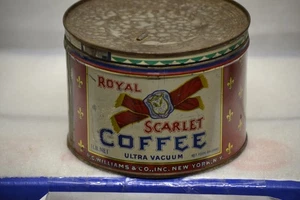 ROYAL
SCARLET
COFFEE
ULTRA VACUUM
R.C. WILLIAMS & CO., INC. NEW YORK, N.Y.